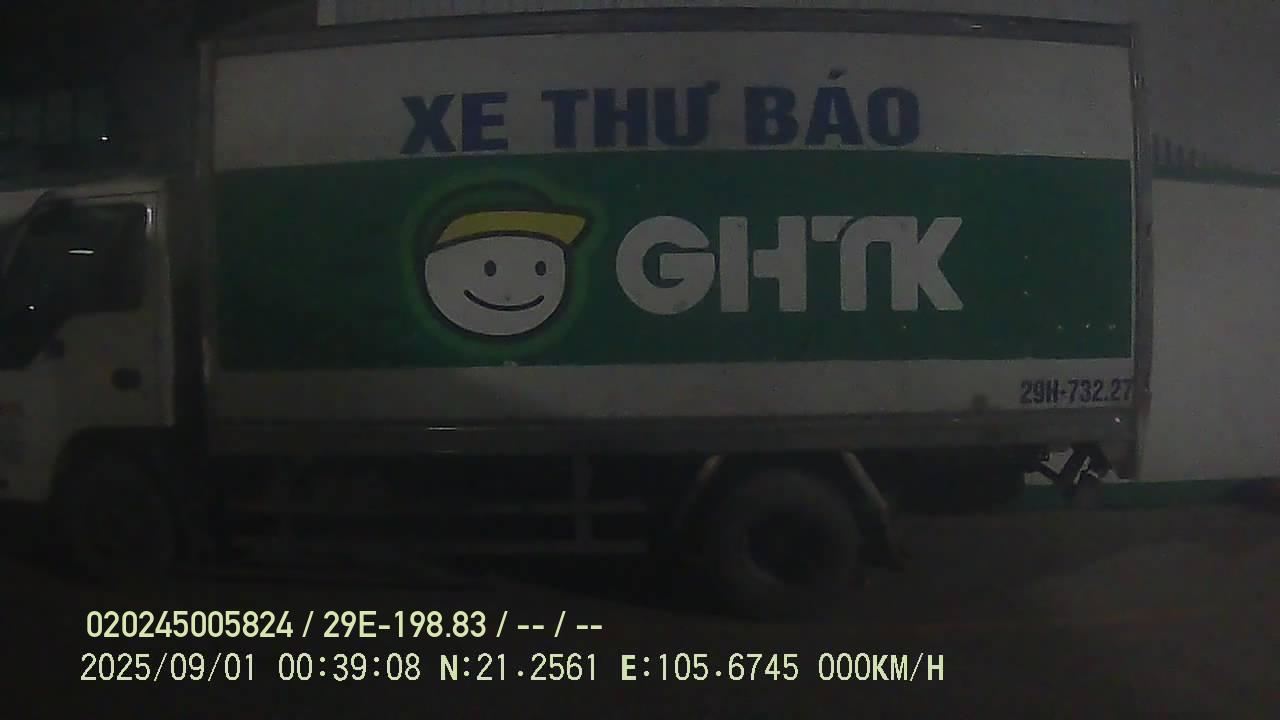 XE THƯ BÁO
GHTK
29H-732.27
020245005824 / 29E-198.83 / -- / --
2025/09/01 00:39:08 N:21.2561 E:105.6745 000KM/H